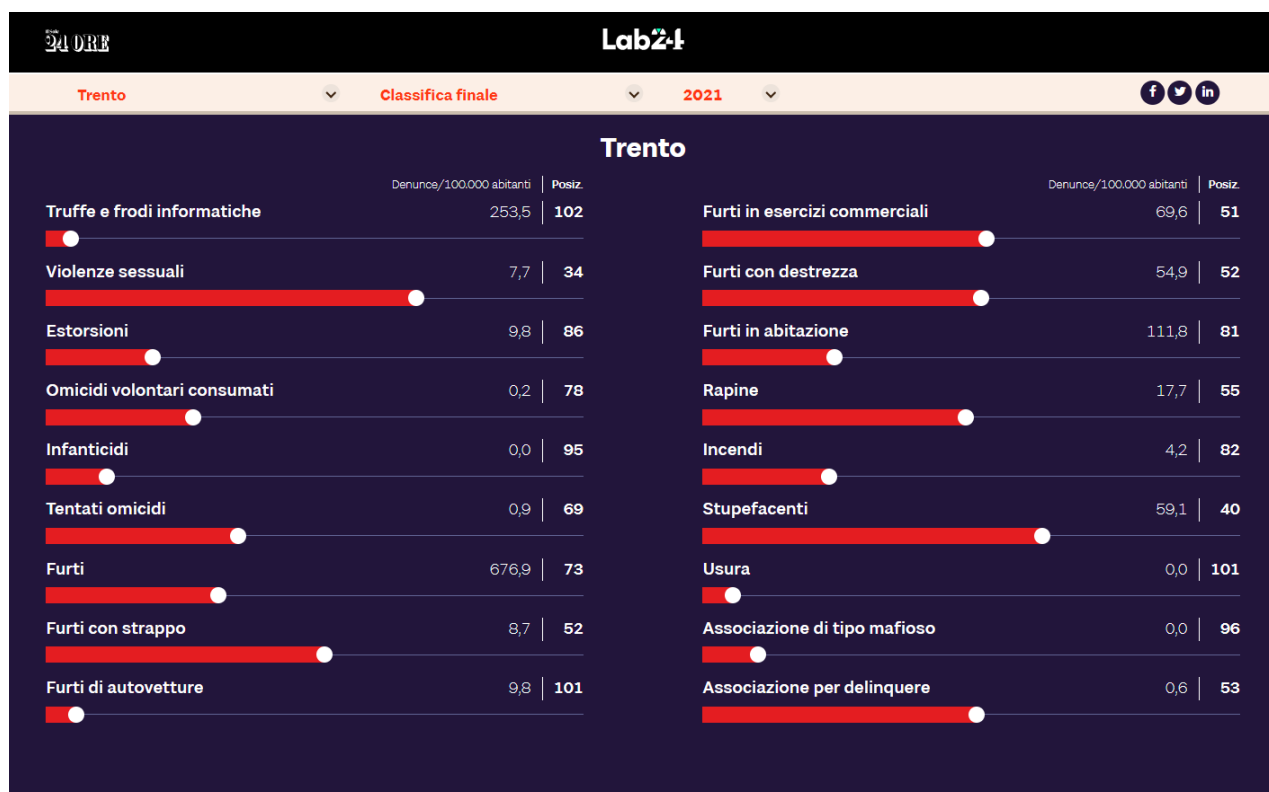 Il Sole
24 ORE
Lab24
Trento
Classifica finale
2021
Trento
Denunce/100.000 abitanti Posiz.
Truffe e frodi informatiche 253,5 102
Violenze sessuali 7,7 34
Estorsioni 9,8 86
Omicidi volontari consumati 0,2 78
Infanticidi 0,0 95
Tentati omicidi 0,9 69
Furti 676,9 73
Furti con strappo 8,7 52
Furti di autovetture 9,8 101
Denunce/100.000 abitanti Posiz.
Furti in esercizi commerciali 69,6 51
Furti con destrezza 54,9 52
Furti in abitazione 111,8 81
Rapine 17,7 55
Incendi 4,2 82
Stupefacenti 59,1 40
Usura 0,0 101
Associazione di tipo mafioso 0,0 96
Associazione per delinquere 0,6 53